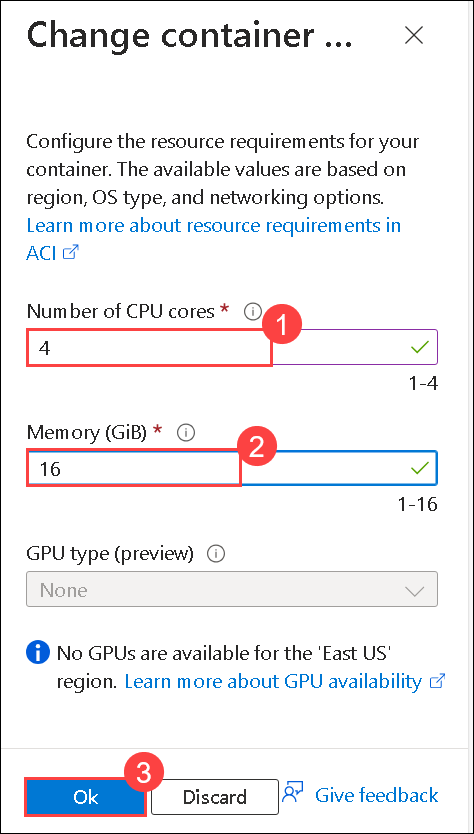 Change container ...
Configure the resource requirements for your
container. The available values are based on
region, OS type, and networking options.
Learn more about resource requirements in
ACI
Number of CPU cores *
1
4
1-4
Memory (GiB) *
2
16
1-16
GPU type (preview)
None
No GPUs are available for the 'East US'
region. Learn more about GPU availability
3
Ok
Discard
Give feedback